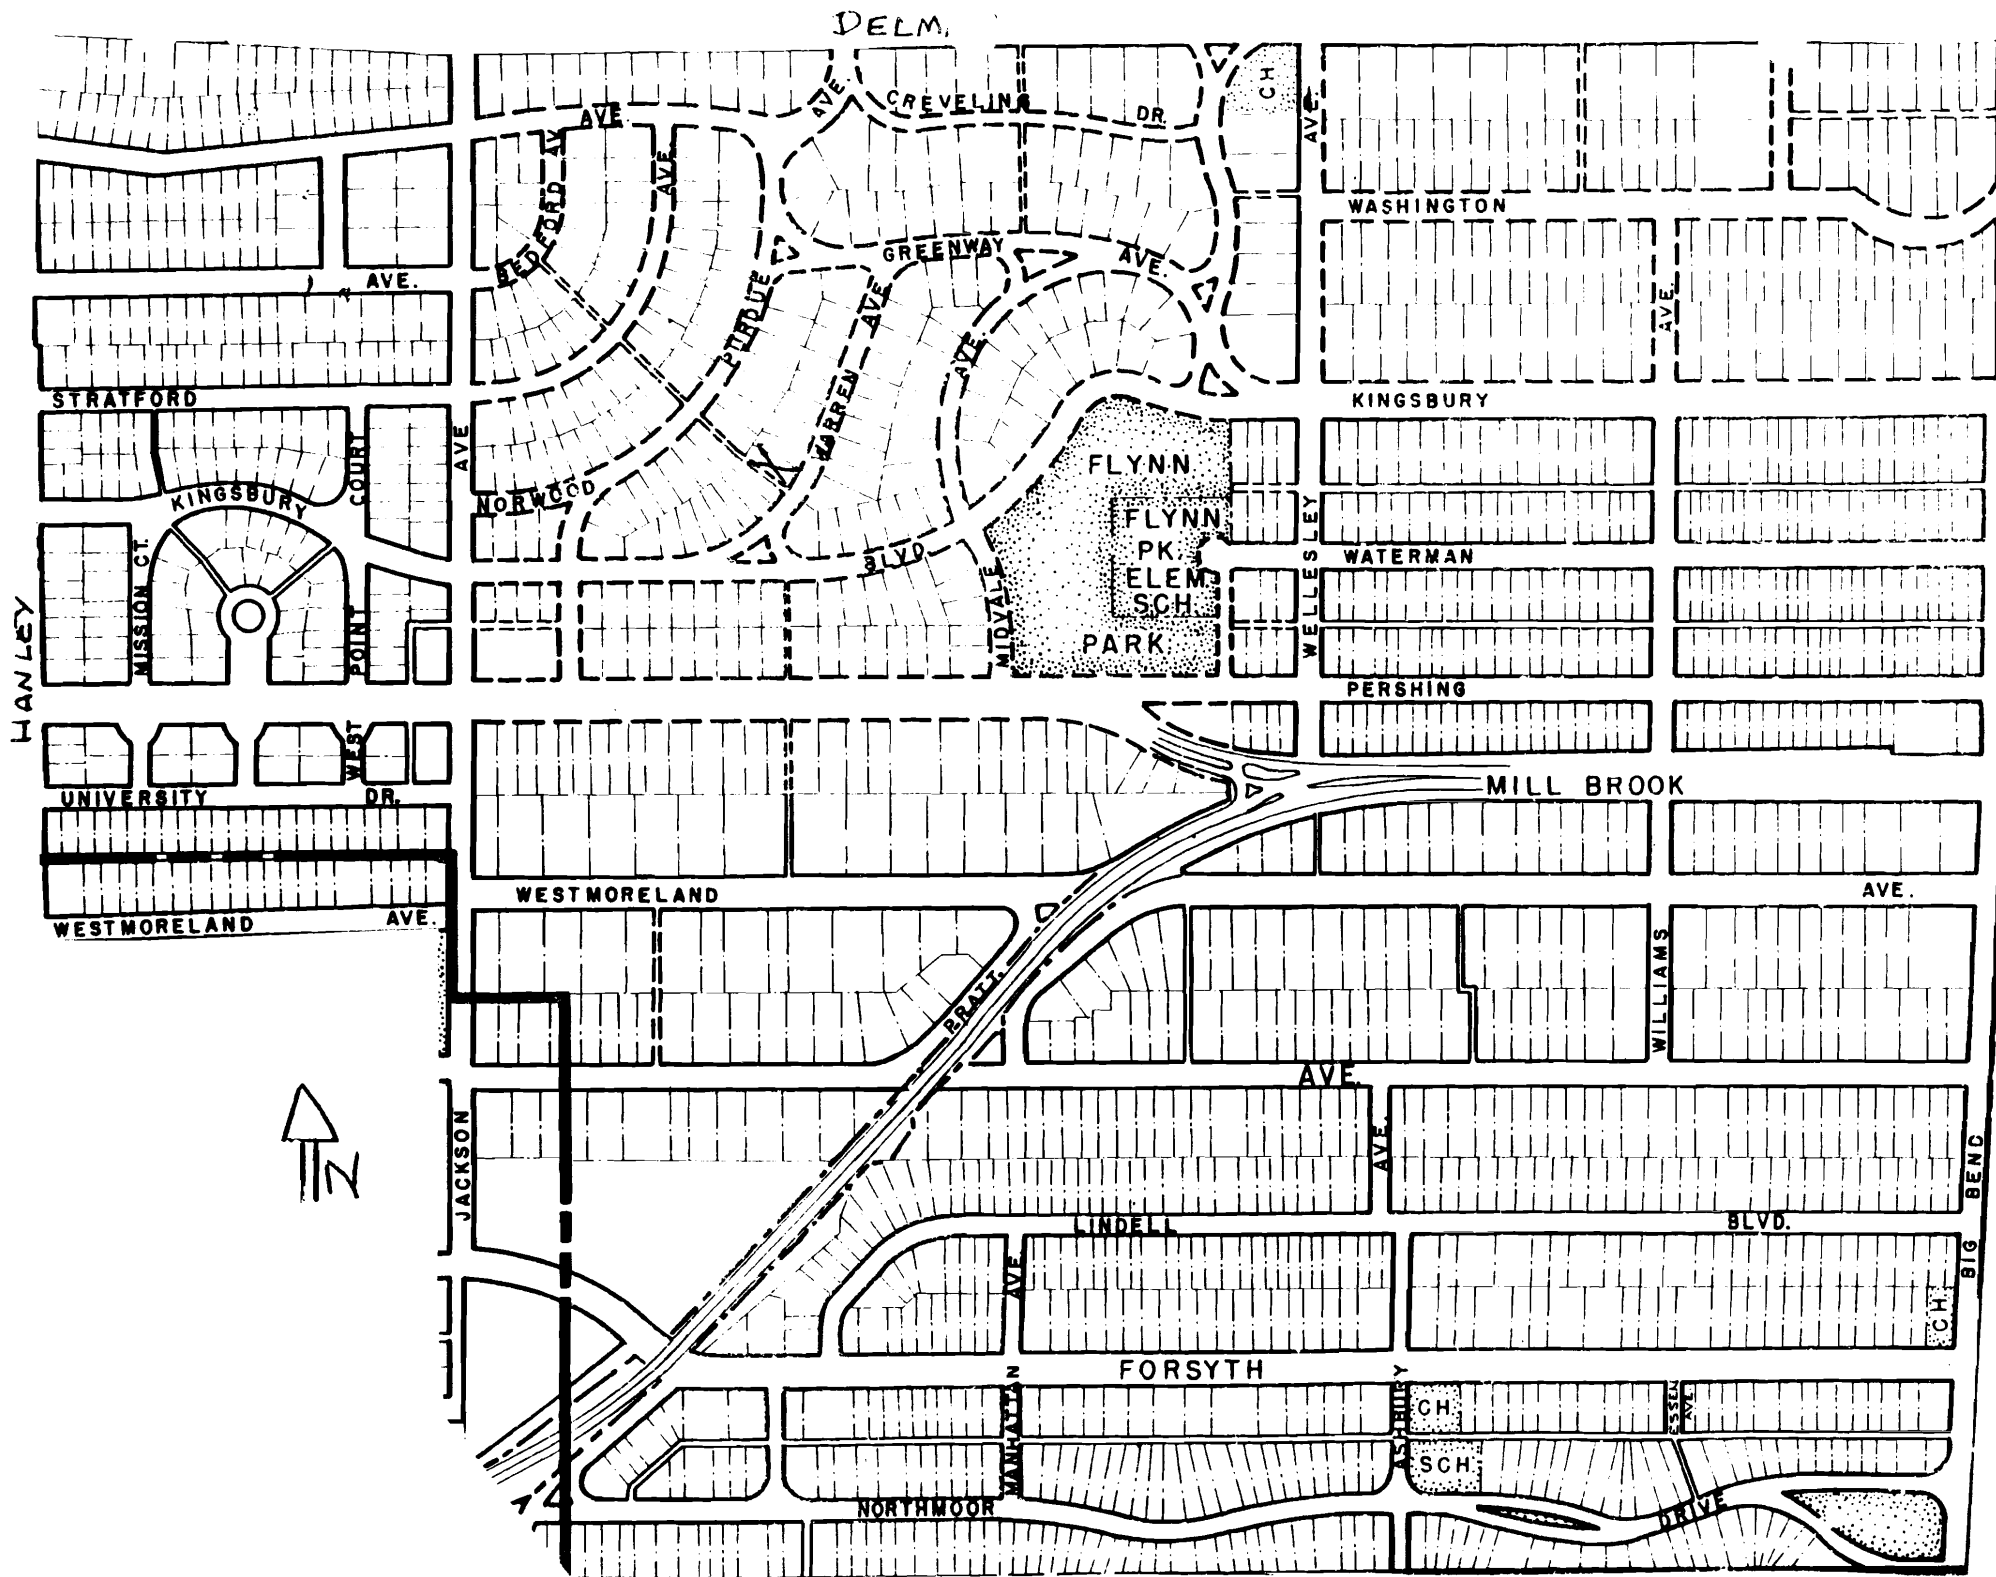 DELM.
CH
CREVELING
AVE.
DR.
AVE.
AVE.
BEDFORD AV
AVE
WASHINGTON
GREENWAY
AVE.
AVE.
PURDUE
AVE
AVE.
AVE.
STRATFORD
KINGSBURY
WARREN
AVE
COURT
FLYNN
KINGSBURY
NORWOOD
FLYNN
PK.
ELEM.
SCH.
PARK
WELLESLEY
WATERMAN
BLVD
MISSION CT.
MIDVALE
HANLEY
WEST POINT
PERSHING
UNIVERSITY
DR.
MILL BROOK
WESTMORELAND
AVE.
WESTMORELAND
AVE.
WILLIAMS
PRATT.
AVE.
JACKSON
AVE.
BIG BEND
N
LINDELL
BLVD.
AVE
CH
FORSYTH
MANHATTAN
ASHBURY
CH
ESSEN
AVE
SCH
NORTHMOOR
DRIVE